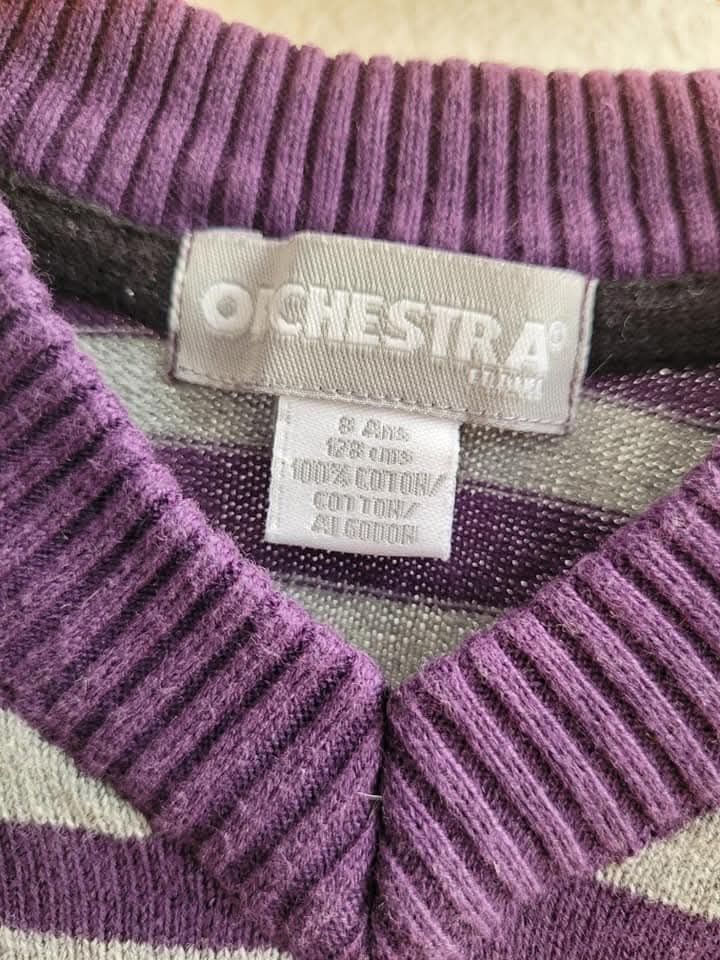 ORCHESTRA®
8 Ans
128 cms
100% COTON/
COTTON/
ALGODON